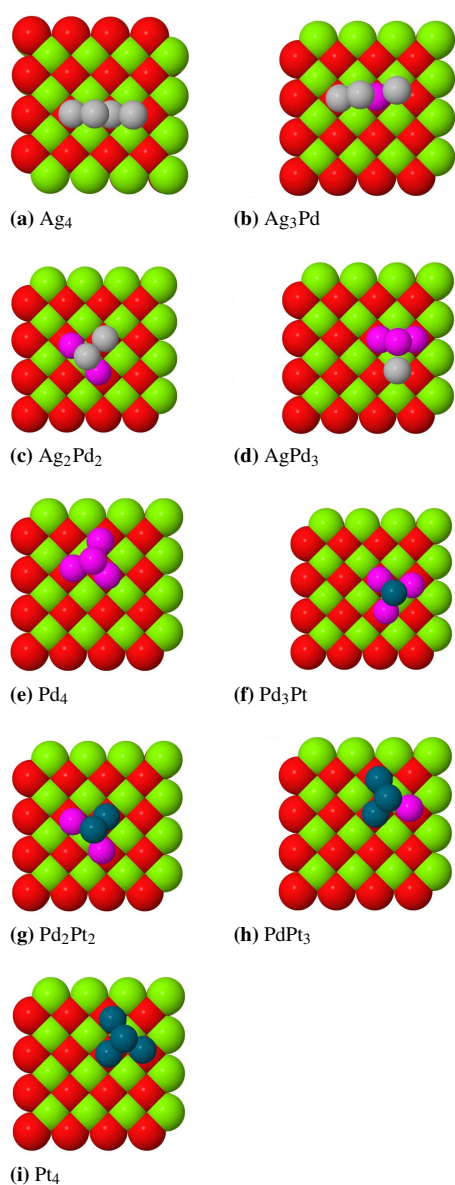 (a) Ag₄
(b) Ag₃Pd
(c) Ag₂Pd₂
(d) AgPd₃
(e) Pd₄
(f) Pd₃Pt
(g) Pd₂Pt₂
(h) PdPt₃
(i) Pt₄